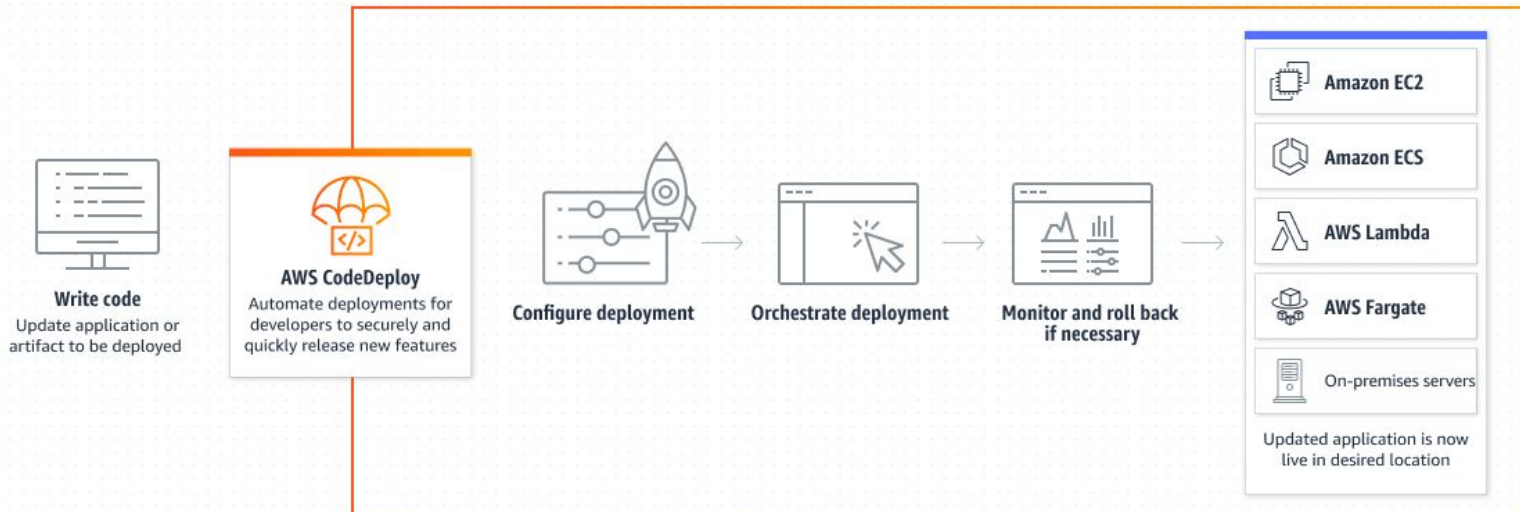 Write code
Update application or
artifact to be deployed
</>
AWS CodeDeploy
Automate deployments for
developers to securely and
quickly release new features
Configure deployment
Orchestrate deployment
Monitor and roll back
if necessary
Amazon EC2
Amazon ECS
AWS Lambda
AWS Fargate
On-premises servers
Updated application is now
live in desired location